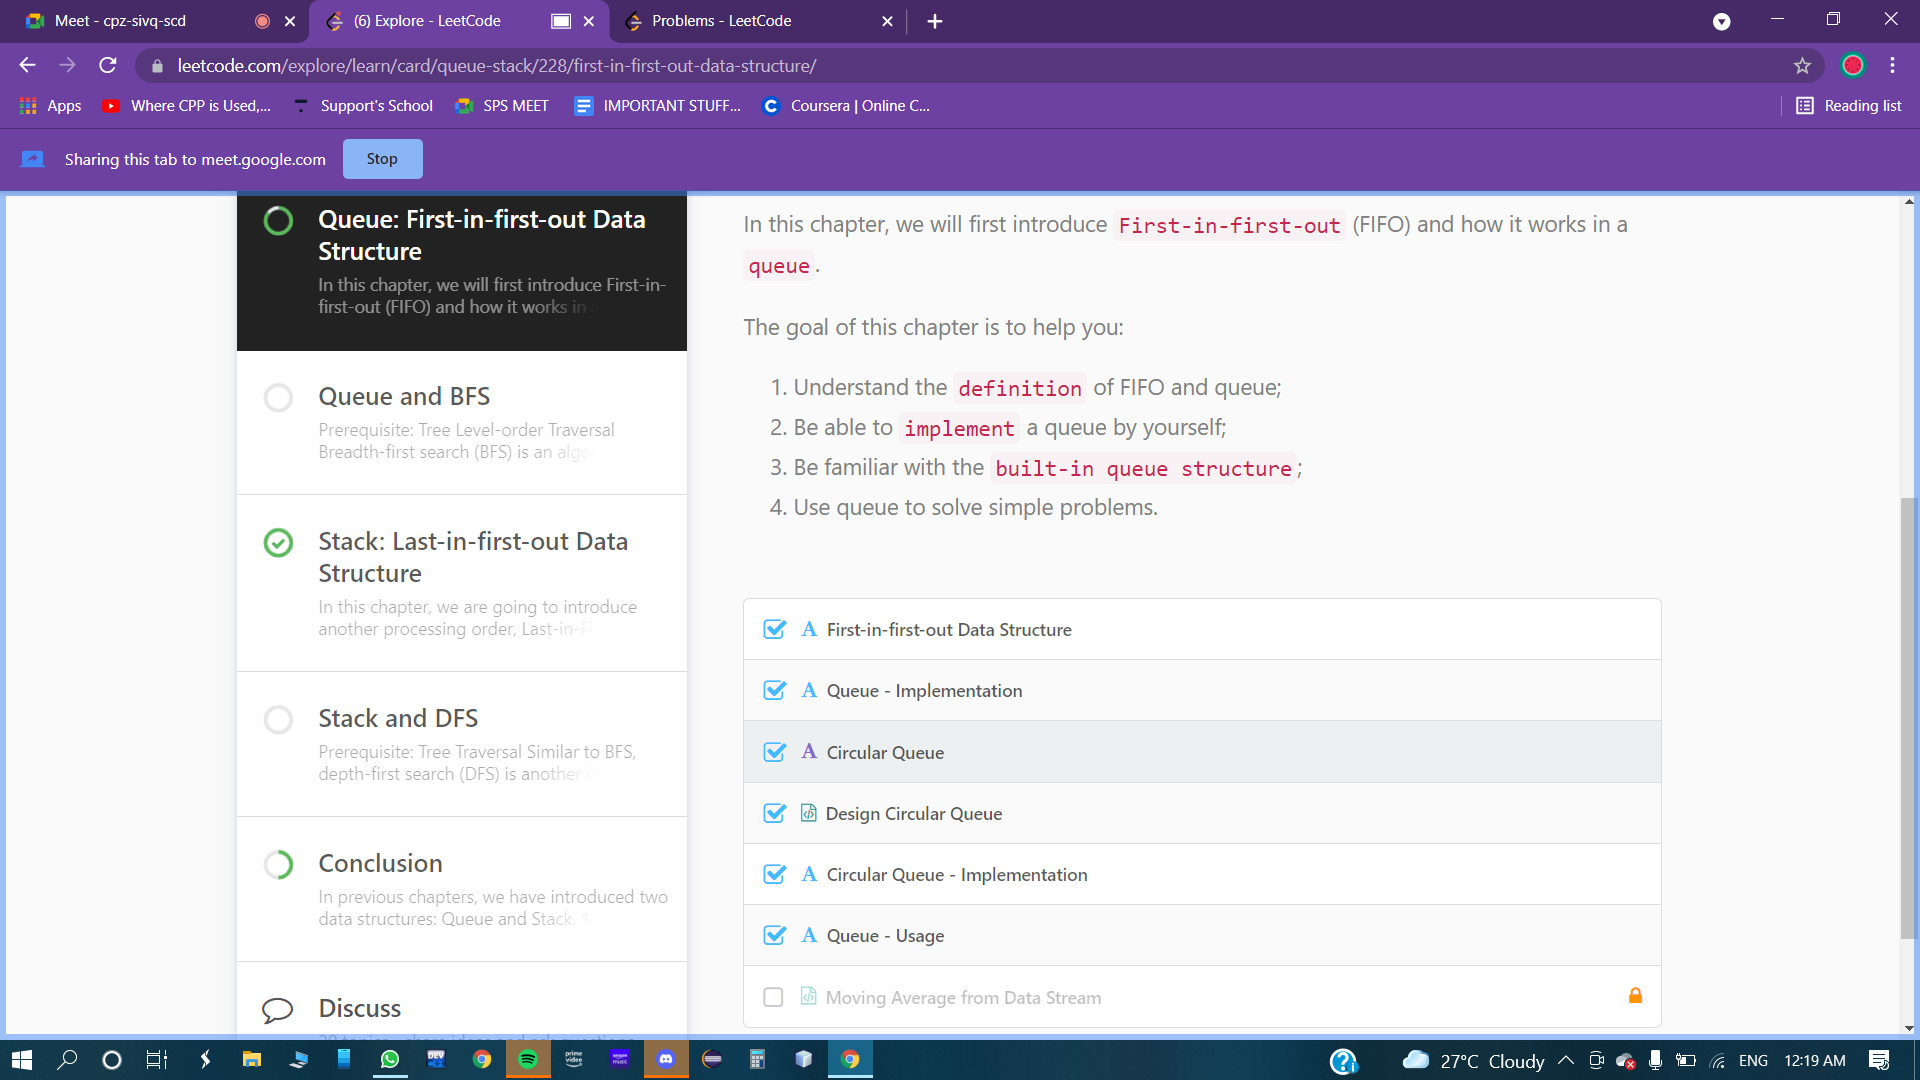 Meet - cpz-sivq-scd
(6) Explore - LeetCode
Problems - LeetCode
leetcode.com/explore/learn/card/queue-stack/228/first-in-first-out-data-structure/
Apps
Where CPP is Used,...
Support's School
SPS MEET
IMPORTANT STUFF...
Coursera | Online C...
Reading list
Sharing this tab to meet.google.com
Stop
Queue: First-in-first-out Data
Structure
In this chapter, we will first introduce First-in-
first-out (FIFO) and how it works in a
Queue and BFS
Prerequisite: Tree Level-order Traversal
Breadth-first search (BFS) is an algo
Stack: Last-in-first-out Data
Structure
In this chapter, we are going to introduce
another processing order, Last-in-F
Stack and DFS
Prerequisite: Tree Traversal Similar to BFS,
depth-first search (DFS) is another
Conclusion
In previous chapters, we have introduced two
data structures: Queue and Stack. 1
Discuss
In this chapter, we will first introduce First-in-first-out (FIFO) and how it works in a
queue.
The goal of this chapter is to help you:
1. Understand the definition of FIFO and queue;
2. Be able to implement a queue by yourself;
3. Be familiar with the built-in queue structure;
4. Use queue to solve simple problems.
A First-in-first-out Data Structure
A Queue - Implementation
A Circular Queue
Design Circular Queue
A Circular Queue - Implementation
A Queue - Usage
Moving Average from Data Stream
DEV
prime video
amazon music
27°C Cloudy
ENG
12:19 AM